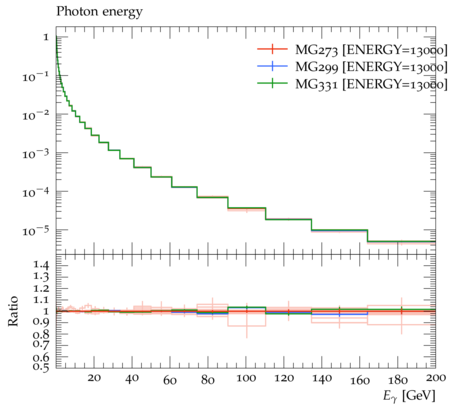 Photon energy
1
10⁻¹
10⁻²
10⁻³
10⁻⁴
10⁻⁵
MG273 [ENERGY=13000]
MG299 [ENERGY=13000]
MG331 [ENERGY=13000]
Ratio
1.4
1.3
1.2
1.1
1
0.9
0.8
0.7
0.6
0.5
20 40 60 80 100 120 140 160 180 200
Eγ [GeV]